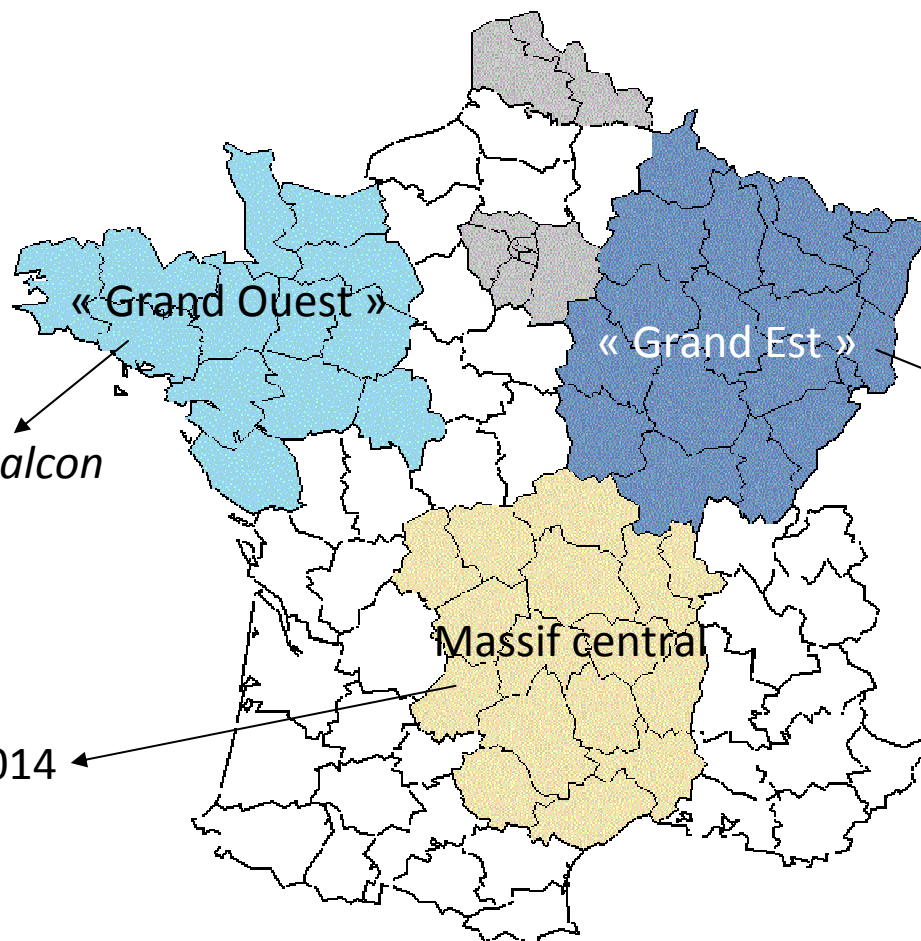 « Grand Ouest »
« Grand Est »
alcon
Massif central
014